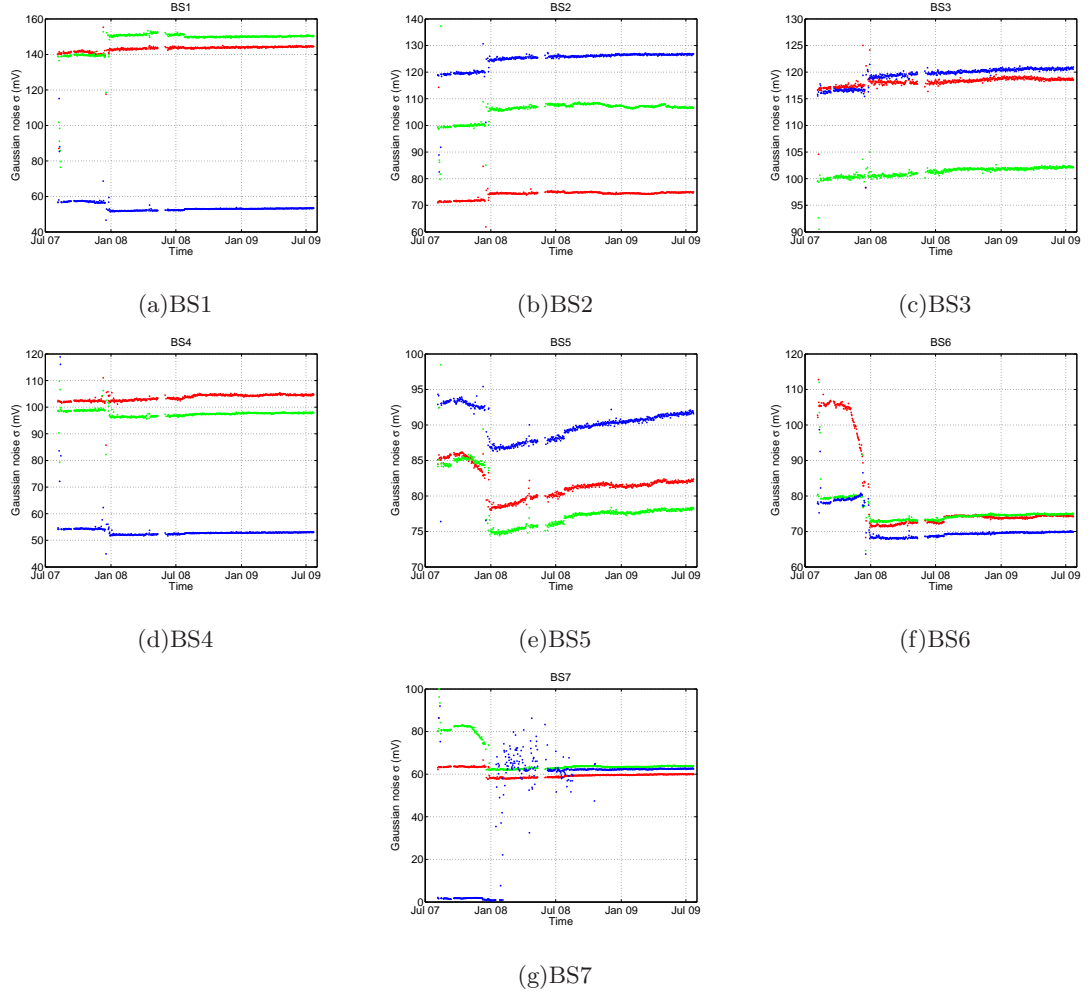 BS1
160
140
120
100
80
60
40
Gaussian noise σ (mV)
Jul 07 Jan 08 Jul 08 Jan 09 Jul 09
Time
(a)BS1
BS2
140
130
120
110
100
90
80
70
60
Gaussian noise σ (mV)
Jul 07 Jan 08 Jul 08 Jan 09 Jul 09
Time
(b)BS2
BS3
130
125
120
115
110
105
100
95
90
Gaussian noise σ (mV)
Jul 07 Jan 08 Jul 08 Jan 09 Jul 09
Time
(c)BS3
BS4
120
110
100
90
80
70
60
50
40
Gaussian noise σ (mV)
Jul 07 Jan 08 Jul 08 Jan 09 Jul 09
Time
(d)BS4
BS5
100
95
90
85
80
75
70
Gaussian noise σ (mV)
Jul 07 Jan 08 Jul 08 Jan 09 Jul 09
Time
(e)BS5
BS6
120
110
100
90
80
70
60
Gaussian noise σ (mV)
Jul 07 Jan 08 Jul 08 Jan 09 Jul 09
Time
(f)BS6
BS7
100
80
60
40
20
0
Gaussian noise σ (mV)
Jul 07 Jan 08 Jul 08 Jan 09 Jul 09
Time
(g)BS7